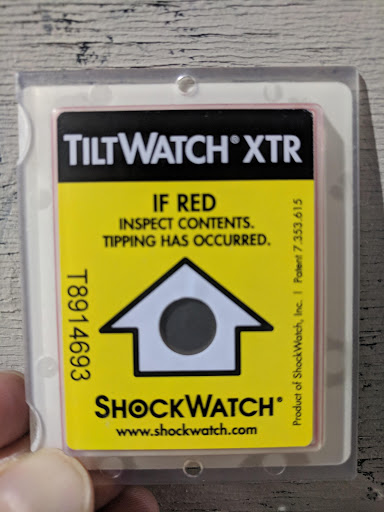 TILTWATCH® XTR
IF RED
INSPECT CONTENTS.
TIPPING HAS OCCURRED.
T8914693
Product of ShockWatch, Inc. | Patent 7,353,615
SHOCKWATCH®
www.shockwatch.com